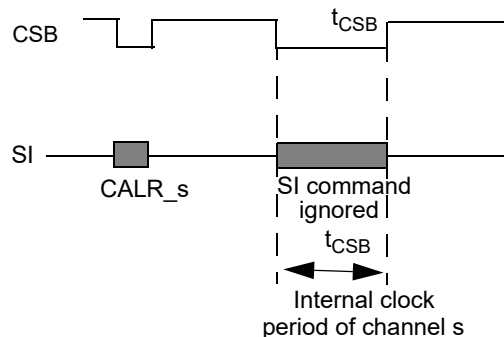 CSB
tCSB
SI
CALR_s
SI command
ignored
tCSB
Internal clock
period of channel s